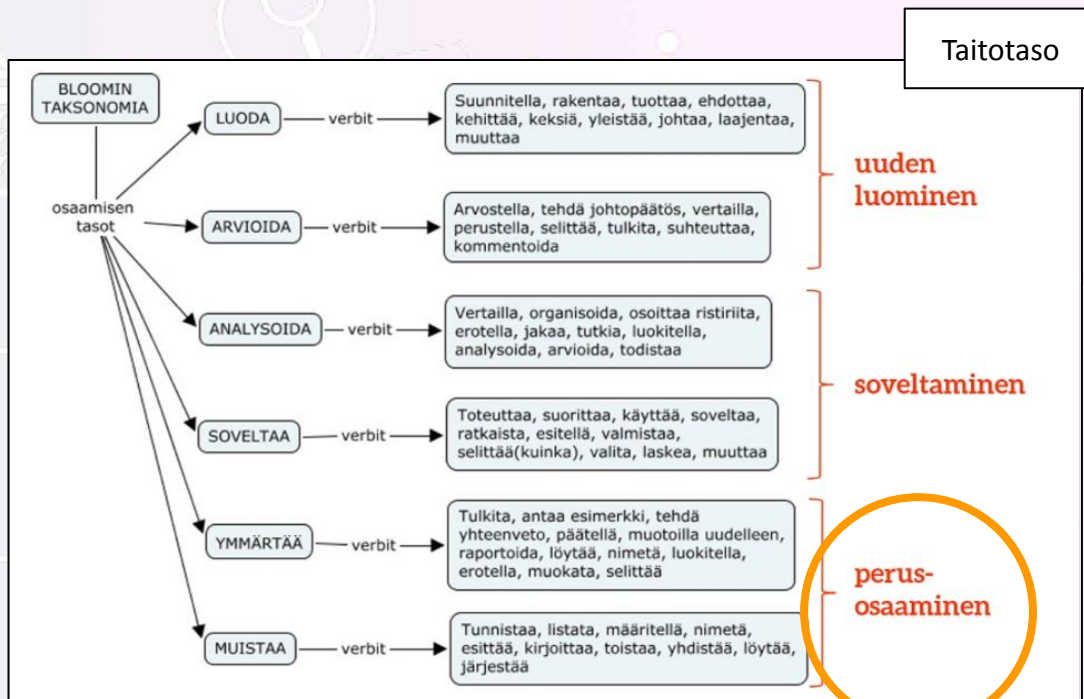 Taitotaso
BLOOMIN
TAKSONOMIA
osaamisen
tasot
LUODA
verbit
Suunnitella, rakentaa, tuottaa, ehdottaa,
kehittää, keksiä, yleistää, johtaa, laajentaa,
muuttaa
ARVIOIDA
verbit
Arvostella, tehdä johtopäätös, vertailla,
perustella, selittää, tulkita, suhteuttaa,
kommentoida
uuden
luominen
ANALYSOIDA
verbit
Vertailla, organisoida, osoittaa ristiriita,
erotella, jakaa, tutkia, luokitella,
analysoida, arvioida, todistaa
SOVELTAA
verbit
Toteuttaa, suorittaa, käyttää, soveltaa,
ratkaista, esitellä, valmistaa,
selittää(kuinka), valita, laskea, muuttaa
soveltaminen
YMMÄRTÄÄ
verbit
Tulkita, antaa esimerkki, tehdä
yhteenveto, päätellä, muotoilla uudelleen,
raportoida, löytää, nimetä, luokitella,
erotella, muokata, selittää
MUISTAA
verbit
Tunnistaa, listata, määritellä, nimetä,
esittää, kirjoittaa, toistaa, yhdistää, löytää,
järjestää
perus-
osaaminen